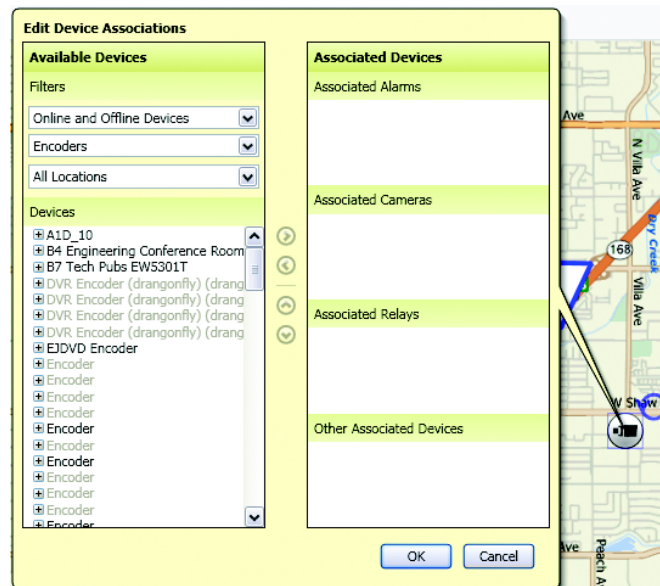 Edit Device Associations
Available Devices
Filters
Online and Offline Devices
Encoders
All Locations
Devices
A1D_10
B4 Engineering Conference Room
B7 Tech Pubs EW5301T
DVR Encoder (drangonfly) (drang
DVR Encoder (drangonfly) (drang
DVR Encoder (drangonfly) (drang
DVR Encoder (drangonfly) (drang
EJDVD Encoder
Encoder
Encoder
Encoder
Encoder
Encoder
Encoder
Encoder
Encoder
Encoder
Encoder
Encoder
Associated Devices
Associated Alarms
Associated Cameras
Associated Relays
Other Associated Devices
OK
Cancel
Ave
N Villa Ave
Dry Creek
168
Villa Ave
W Shaw
Ave
Peach A